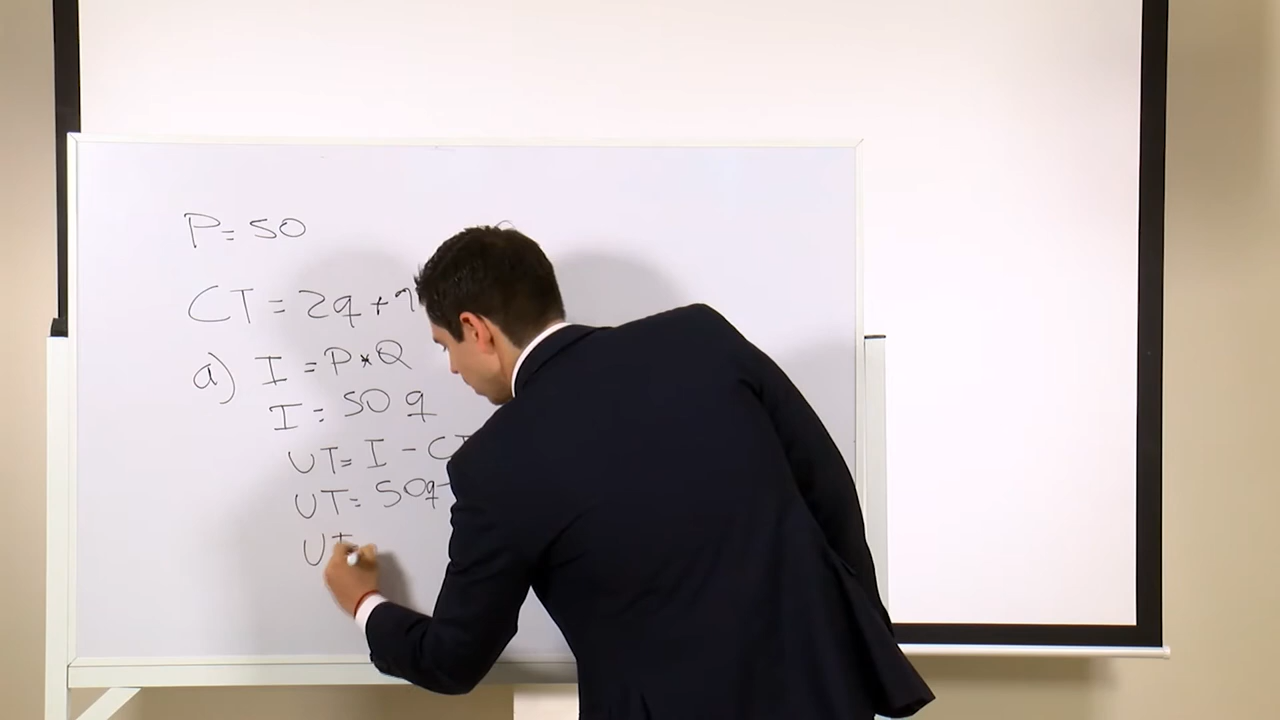 P = 50
CT = 2q +
a) I = P * Q
I = 50 q
UT = I - CT
UT = 50q -
UT